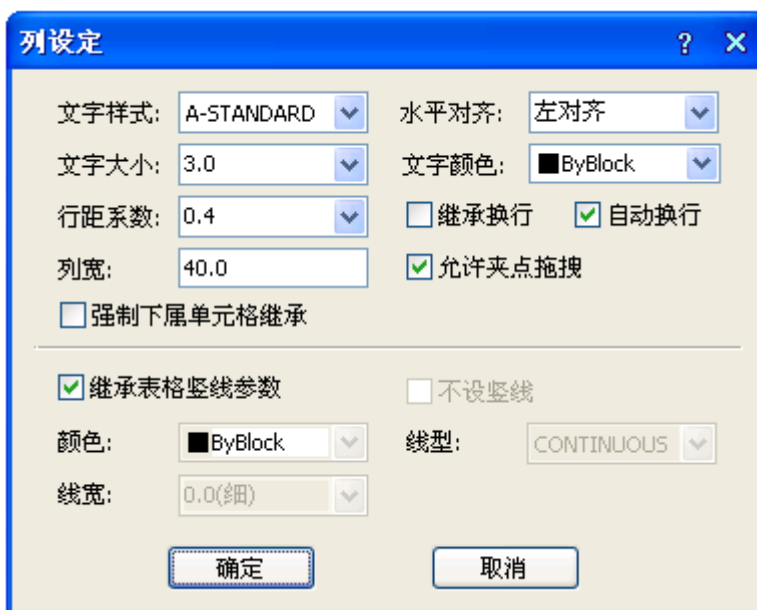 列设定
文字样式: A-STANDARD 水平对齐: 左对齐
文字大小: 3.0 文字颜色: ByBlock
行距系数: 0.4 继承换行 自动换行
列宽: 40.0 允许夹点拖拽
强制下属单元格继承
继承表格竖线参数 不设竖线
颜色: ByBlock 线型: CONTINUOUS
线宽: 0.0(细)
确定 取消